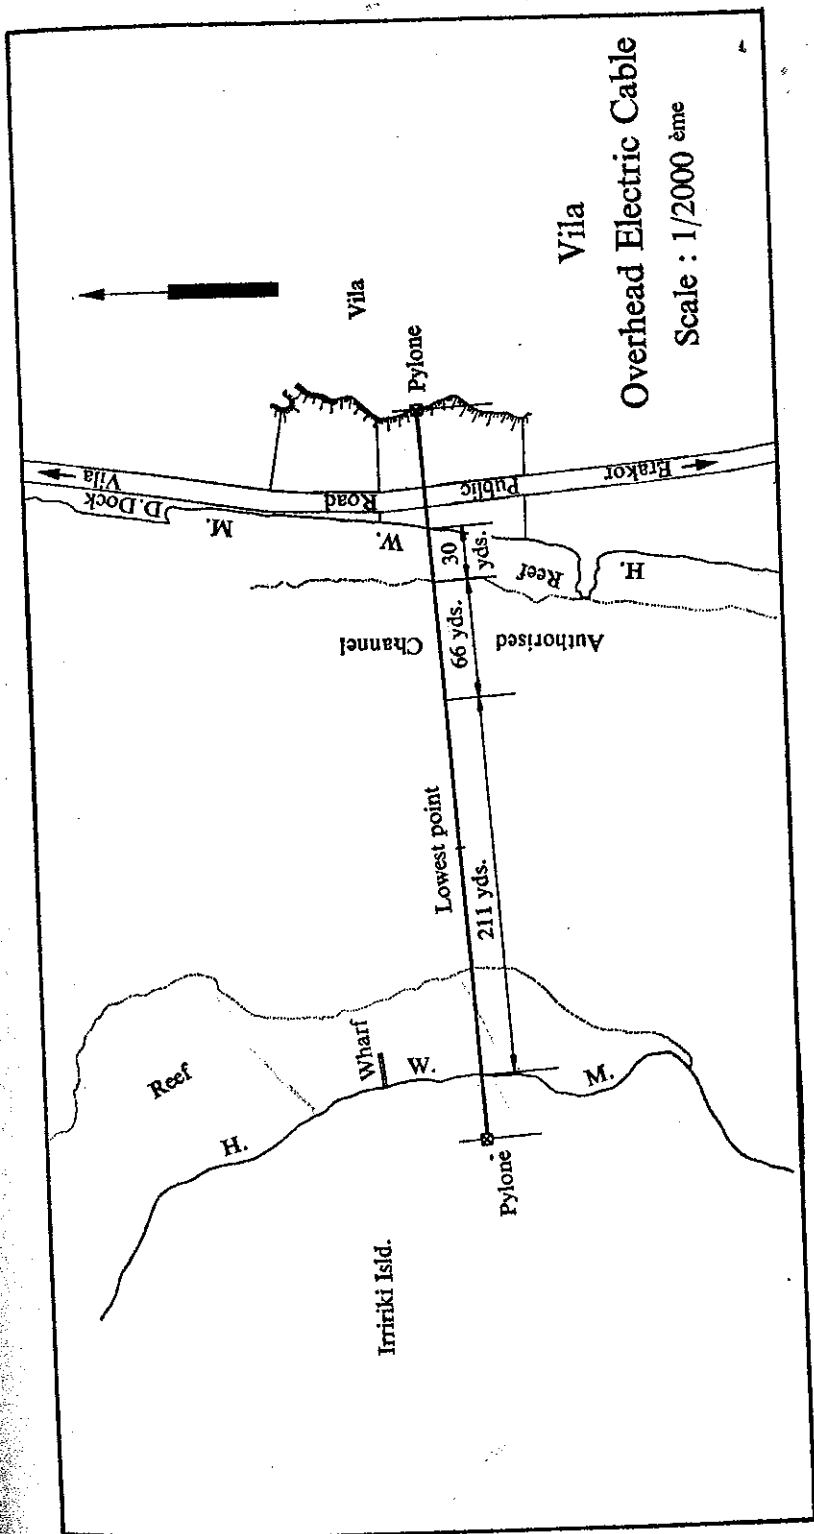 Vila
Overhead Electric Cable
Scale : 1/2000 ème
Vila
Pylone
Vila
Road
Public
Erakor
D.Dock
M.
W.
H.
30
yds.
Reef
66 yds.
Channel
Authorised
Lowest point
211 yds.
Reef
Wharf
W.
H.
M.
Pylone
Irririki Isld.